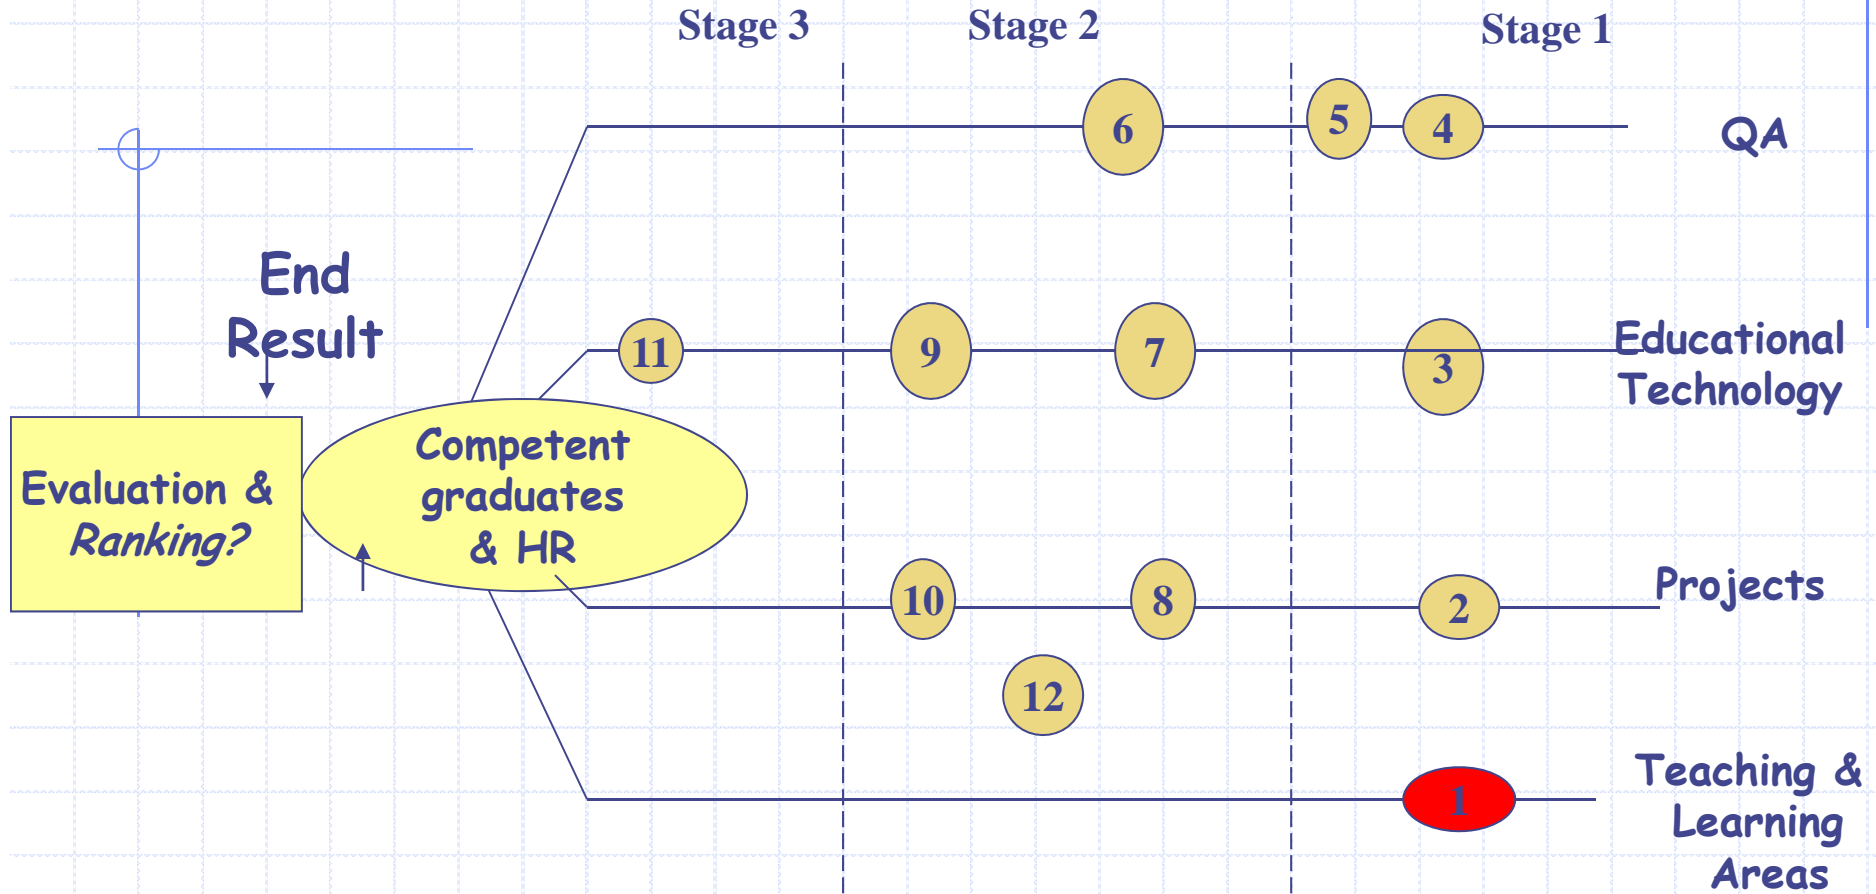 Stage 3
Stage 2
Stage 1
6
5
4
QA
End
Result
11
9
7
3
Educational
Technology
Competent
graduates
& HR
Evaluation &
Ranking?
10
8
2
Projects
12
1
Teaching &
Learning
Areas